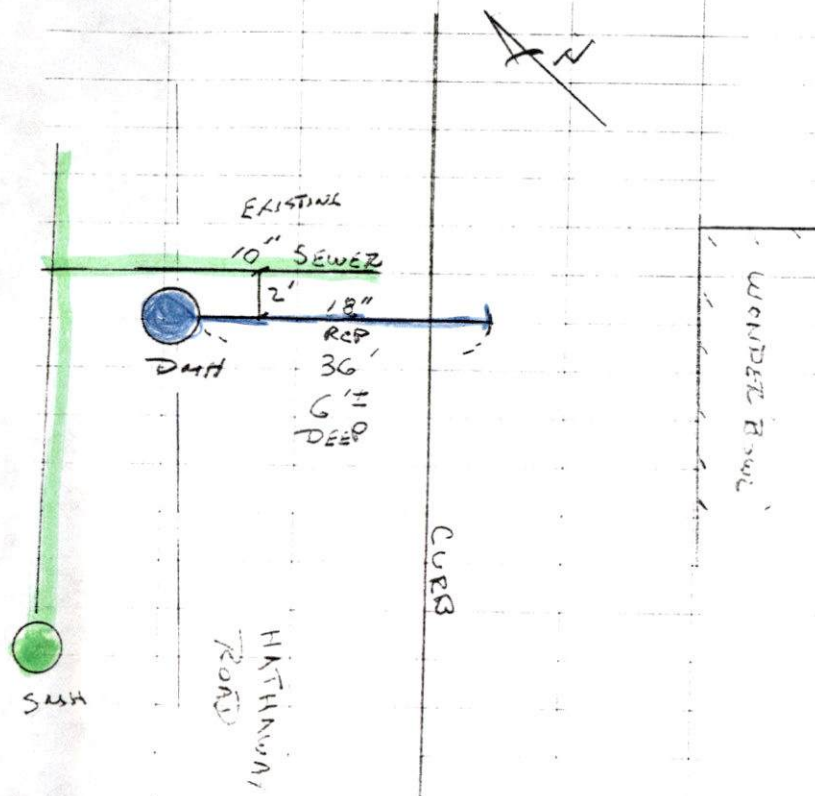 N
EXISTING
10" SEWER
2'
18"
RCP
36'
6'±
DEEP
DMH
WONDER BOWL
CURB
HATHAWAY
ROAD
SMH